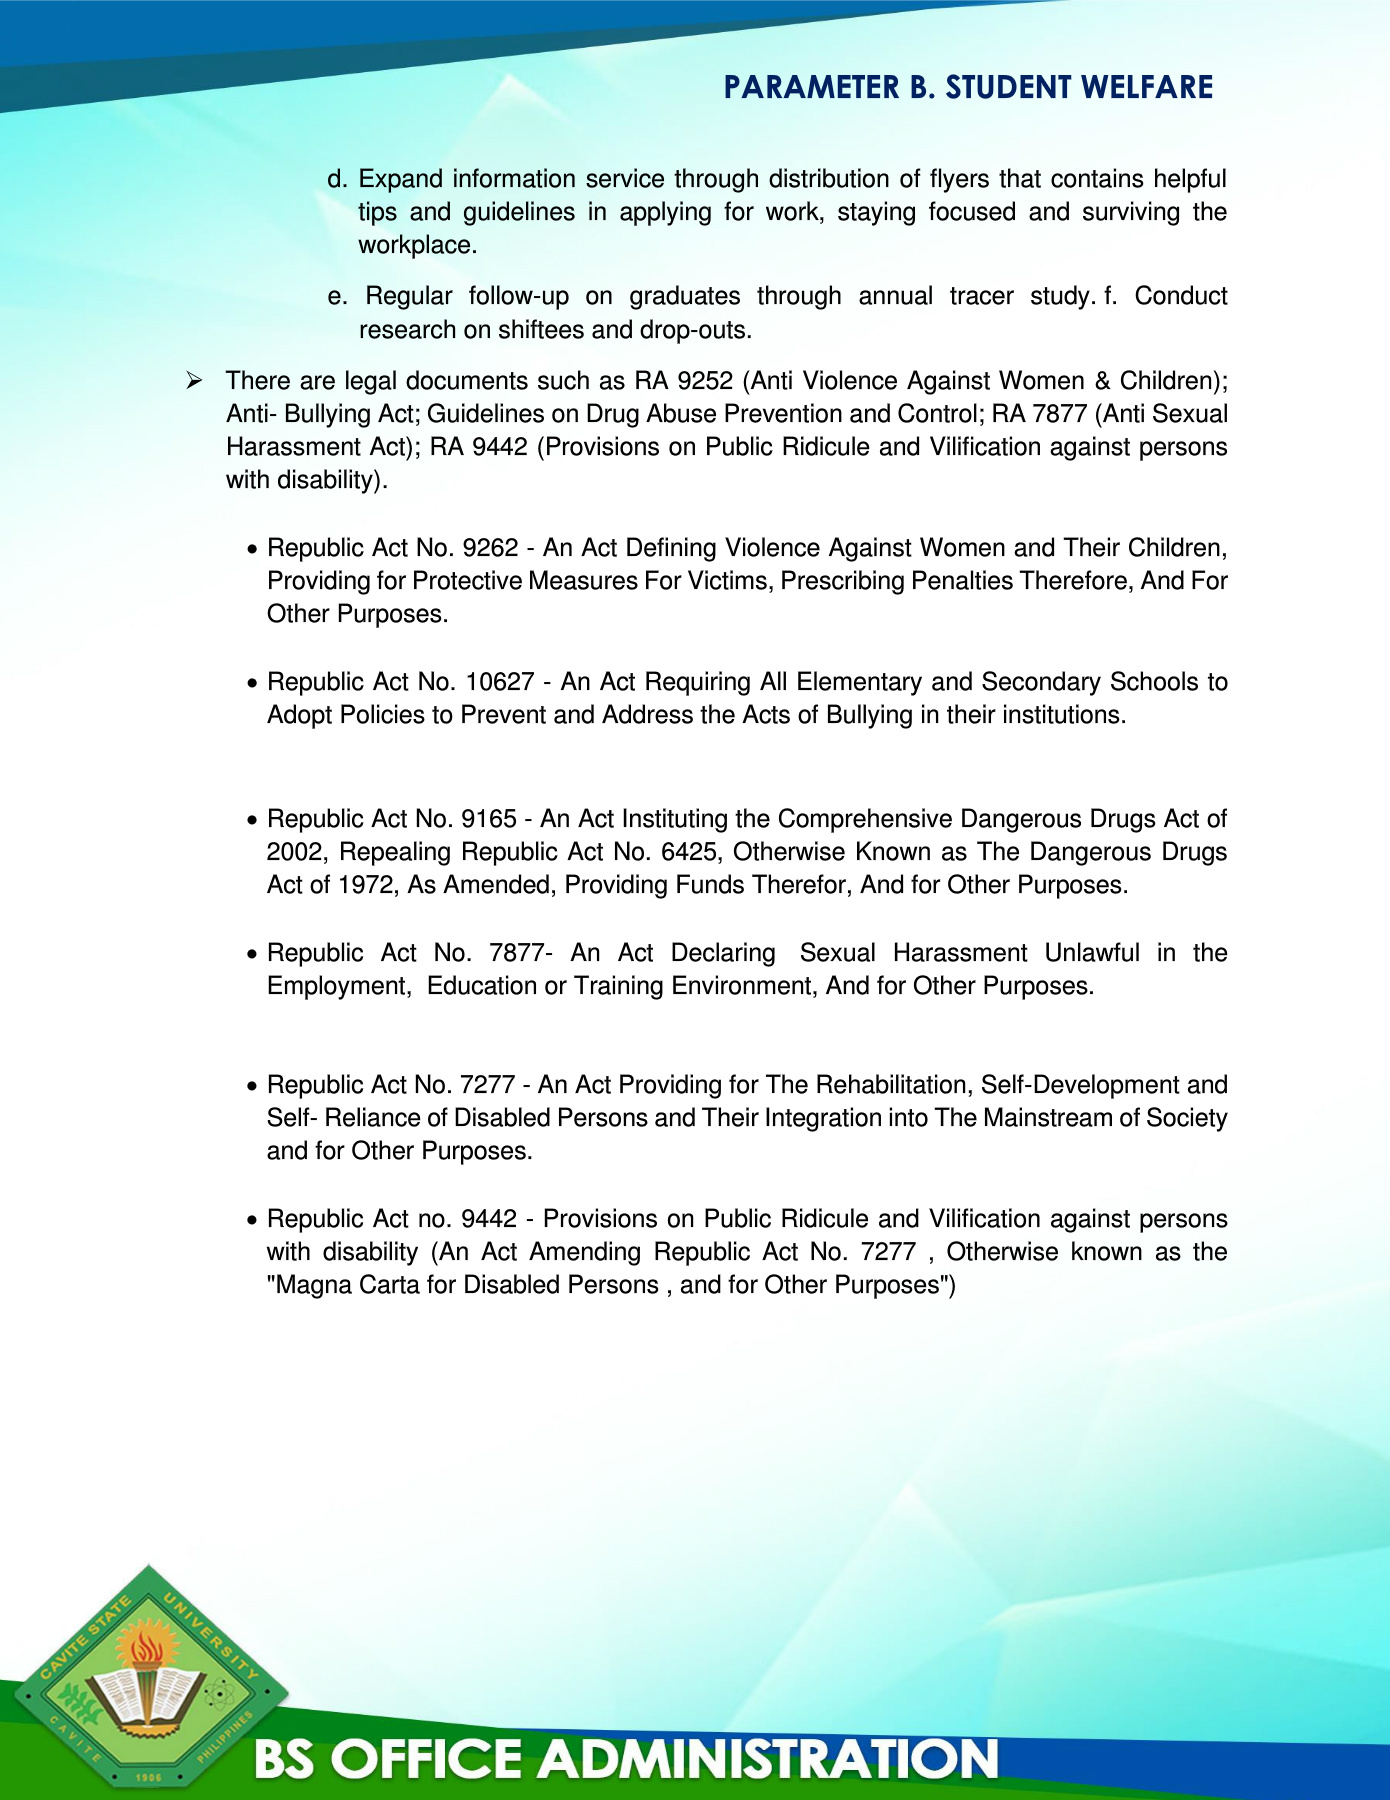 PARAMETER B. STUDENT WELFARE
d. Expand information service through distribution of flyers that contains helpful
tips and guidelines in applying for work, staying focused and surviving the
workplace.
e. Regular follow-up on graduates through annual tracer study. f. Conduct
research on shiftees and drop-outs.
➢ There are legal documents such as RA 9252 (Anti Violence Against Women & Children);
Anti- Bullying Act; Guidelines on Drug Abuse Prevention and Control; RA 7877 (Anti Sexual
Harassment Act); RA 9442 (Provisions on Public Ridicule and Vilification against persons
with disability).
• Republic Act No. 9262 - An Act Defining Violence Against Women and Their Children,
Providing for Protective Measures For Victims, Prescribing Penalties Therefore, And For
Other Purposes.
• Republic Act No. 10627 - An Act Requiring All Elementary and Secondary Schools to
Adopt Policies to Prevent and Address the Acts of Bullying in their institutions.
• Republic Act No. 9165 - An Act Instituting the Comprehensive Dangerous Drugs Act of
2002, Repealing Republic Act No. 6425, Otherwise Known as The Dangerous Drugs
Act of 1972, As Amended, Providing Funds Therefor, And for Other Purposes.
• Republic Act No. 7877- An Act Declaring Sexual Harassment Unlawful in the
Employment, Education or Training Environment, And for Other Purposes.
• Republic Act No. 7277 - An Act Providing for The Rehabilitation, Self-Development and
Self- Reliance of Disabled Persons and Their Integration into The Mainstream of Society
and for Other Purposes.
• Republic Act no. 9442 - Provisions on Public Ridicule and Vilification against persons
with disability (An Act Amending Republic Act No. 7277 , Otherwise known as the
"Magna Carta for Disabled Persons , and for Other Purposes")
CAVITE STATE UNIVERSITY
CAVITE PHILIPPINES
1906
BS OFFICE ADMINISTRATION